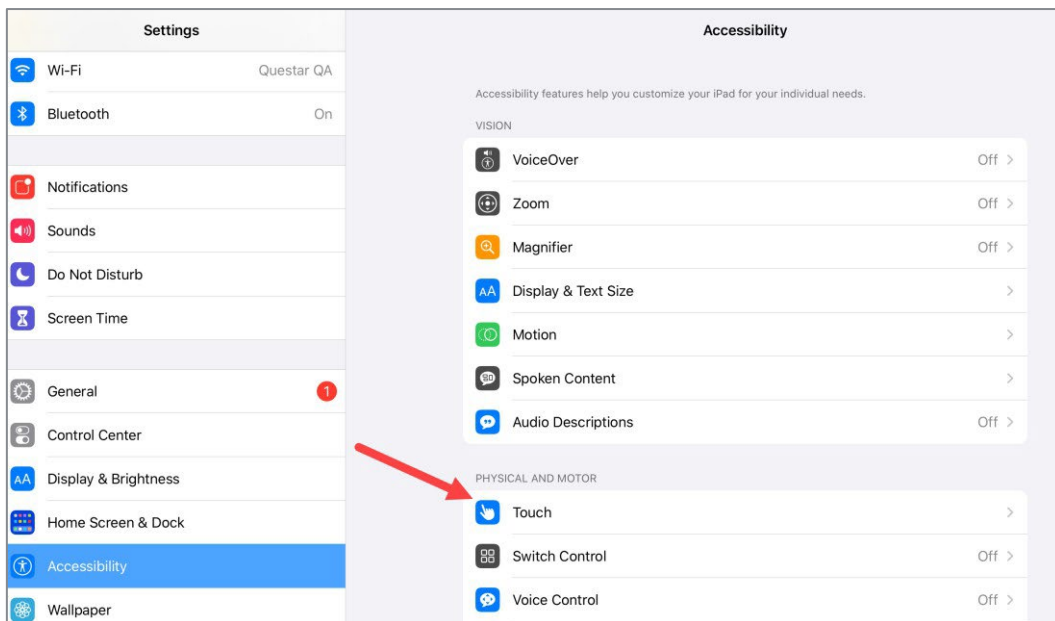 Settings
Wi-Fi Questar QA
Bluetooth On
Notifications
Sounds
Do Not Disturb
Screen Time
General 1
Control Center
AA Display & Brightness
Home Screen & Dock
Accessibility
Wallpaper
Accessibility
Accessibility features help you customize your iPad for your individual needs.
VISION
VoiceOver Off
Zoom Off
Magnifier Off
AA Display & Text Size
Motion
Spoken Content
Audio Descriptions Off
PHYSICAL AND MOTOR
Touch
Switch Control Off
Voice Control Off